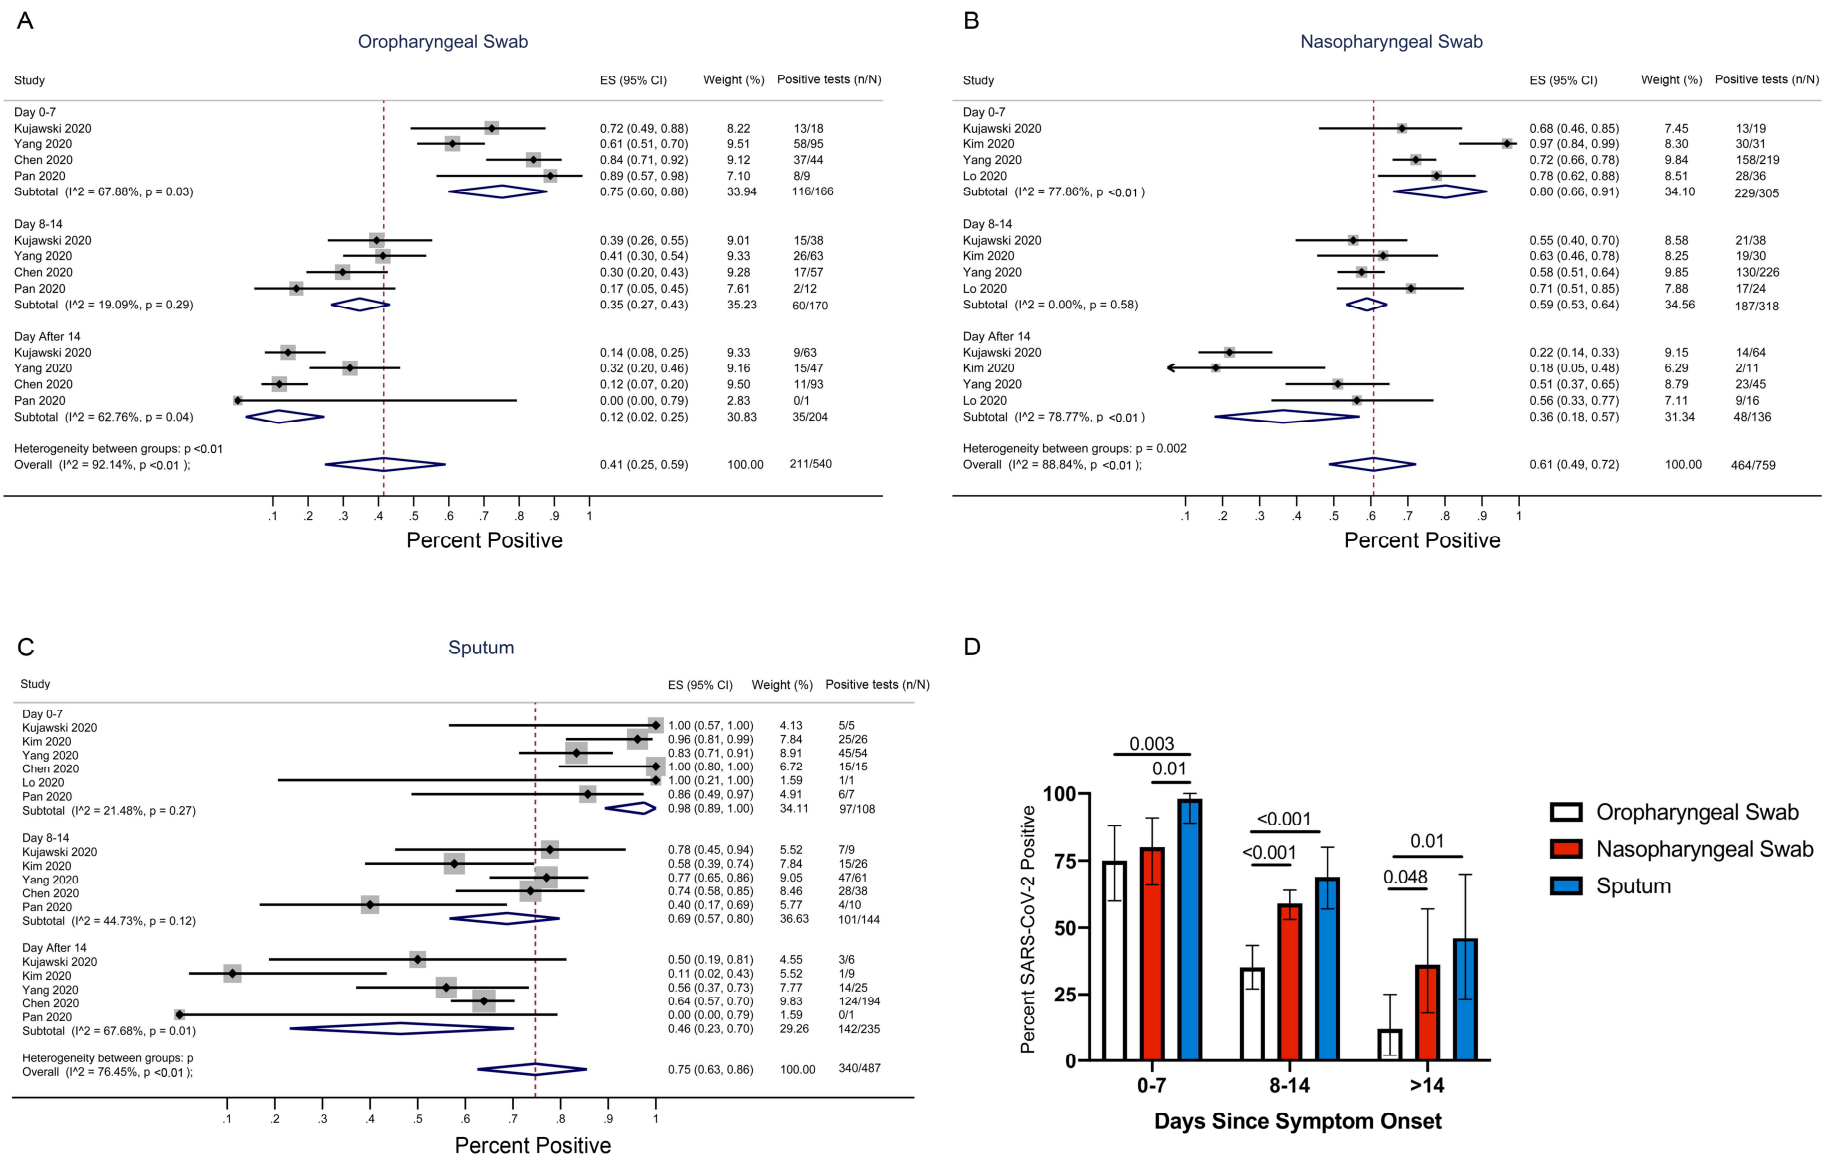 A
Oropharyngeal Swab
Study ES (95% CI) Weight (%) Positive tests (n/N)
Day 0-7
Kujawski 2020 0.72 (0.49, 0.88) 8.22 13/18
Yang 2020 0.61 (0.51, 0.70) 9.51 58/95
Chen 2020 0.84 (0.71, 0.92) 9.12 37/44
Pan 2020 0.89 (0.57, 0.98) 7.10 8/9
Subtotal (I^2 = 67.88%, p = 0.03) 0.75 (0.60, 0.88) 33.94 116/166
Day 8-14
Kujawski 2020 0.39 (0.26, 0.55) 9.01 15/38
Yang 2020 0.41 (0.30, 0.54) 9.33 26/63
Chen 2020 0.30 (0.20, 0.43) 9.28 17/57
Pan 2020 0.17 (0.05, 0.45) 7.61 2/12
Subtotal (I^2 = 19.09%, p = 0.29) 0.35 (0.27, 0.43) 35.23 60/170
Day After 14
Kujawski 2020 0.14 (0.08, 0.25) 9.33 9/63
Yang 2020 0.32 (0.20, 0.46) 9.16 15/47
Chen 2020 0.12 (0.07, 0.20) 9.50 11/93
Pan 2020 0.00 (0.00, 0.79) 2.83 0/1
Subtotal (I^2 = 62.76%, p = 0.04) 0.12 (0.02, 0.25) 30.83 35/204
Heterogeneity between groups: p <0.01
Overall (I^2 = 92.14%, p <0.01 ); 0.41 (0.25, 0.59) 100.00 211/540
.1 .2 .3 .4 .5 .6 .7 .8 .9 1
Percent Positive
B
Nasopharyngeal Swab
Study ES (95% CI) Weight (%) Positive tests (n/N)
Day 0-7
Kujawski 2020 0.68 (0.46, 0.85) 7.45 13/19
Kim 2020 0.97 (0.84, 0.99) 8.30 30/31
Yang 2020 0.72 (0.66, 0.78) 9.84 158/219
Lo 2020 0.78 (0.62, 0.88) 8.51 28/36
Subtotal (I^2 = 77.86%, p <0.01 ) 0.80 (0.66, 0.91) 34.10 229/305
Day 8-14
Kujawski 2020 0.55 (0.40, 0.70) 8.58 21/38
Kim 2020 0.63 (0.46, 0.78) 8.25 19/30
Yang 2020 0.58 (0.51, 0.64) 9.85 130/226
Lo 2020 0.71 (0.51, 0.85) 7.88 17/24
Subtotal (I^2 = 0.00%, p = 0.58) 0.59 (0.53, 0.64) 34.56 187/318
Day After 14
Kujawski 2020 0.22 (0.14, 0.33) 9.15 14/64
Kim 2020 0.18 (0.05, 0.48) 6.29 2/11
Yang 2020 0.51 (0.37, 0.65) 8.79 23/45
Lo 2020 0.56 (0.33, 0.77) 7.11 9/16
Subtotal (I^2 = 78.77%, p <0.01 ) 0.36 (0.18, 0.57) 31.34 48/136
Heterogeneity between groups: p = 0.002
Overall (I^2 = 88.84%, p <0.01 ); 0.61 (0.49, 0.72) 100.00 464/759
.1 .2 .3 .4 .5 .6 .7 .8 .9 1
Percent Positive
C
Sputum
Study ES (95% CI) Weight (%) Positive tests (n/N)
Day 0-7
Kujawski 2020 1.00 (0.57, 1.00) 4.13 5/5
Kim 2020 0.96 (0.81, 0.99) 7.84 25/26
Yang 2020 0.83 (0.71, 0.91) 8.91 45/54
Chen 2020 1.00 (0.80, 1.00) 6.72 15/15
Lo 2020 1.00 (0.21, 1.00) 1.59 1/1
Pan 2020 0.86 (0.49, 0.97) 4.91 6/7
Subtotal (I^2 = 21.48%, p = 0.27) 0.98 (0.89, 1.00) 34.11 97/108
Day 8-14
Kujawski 2020 0.78 (0.45, 0.94) 5.52 7/9
Kim 2020 0.58 (0.39, 0.74) 7.84 15/26
Yang 2020 0.77 (0.65, 0.86) 9.05 47/61
Chen 2020 0.74 (0.58, 0.85) 8.46 28/38
Pan 2020 0.40 (0.17, 0.69) 5.77 4/10
Subtotal (I^2 = 44.73%, p = 0.12) 0.69 (0.57, 0.80) 36.63 101/144
Day After 14
Kujawski 2020 0.50 (0.19, 0.81) 4.55 3/6
Kim 2020 0.11 (0.02, 0.43) 5.52 1/9
Yang 2020 0.56 (0.37, 0.73) 7.77 14/25
Chen 2020 0.64 (0.57, 0.70) 9.83 124/194
Pan 2020 0.00 (0.00, 0.79) 1.59 0/1
Subtotal (I^2 = 67.68%, p = 0.01) 0.46 (0.23, 0.70) 29.26 142/235
Heterogeneity between groups: p
Overall (I^2 = 76.45%, p <0.01 ); 0.75 (0.63, 0.86) 100.00 340/487
.1 .2 .3 .4 .5 .6 .7 .8 .9 1
Percent Positive
D
Percent SARS-CoV-2 Positive
100
75
50
25
0
0.003
0.01
<0.001
<0.001
0.01
0.048
0-7 8-14 >14
Days Since Symptom Onset
Oropharyngeal Swab
Nasopharyngeal Swab
Sputum